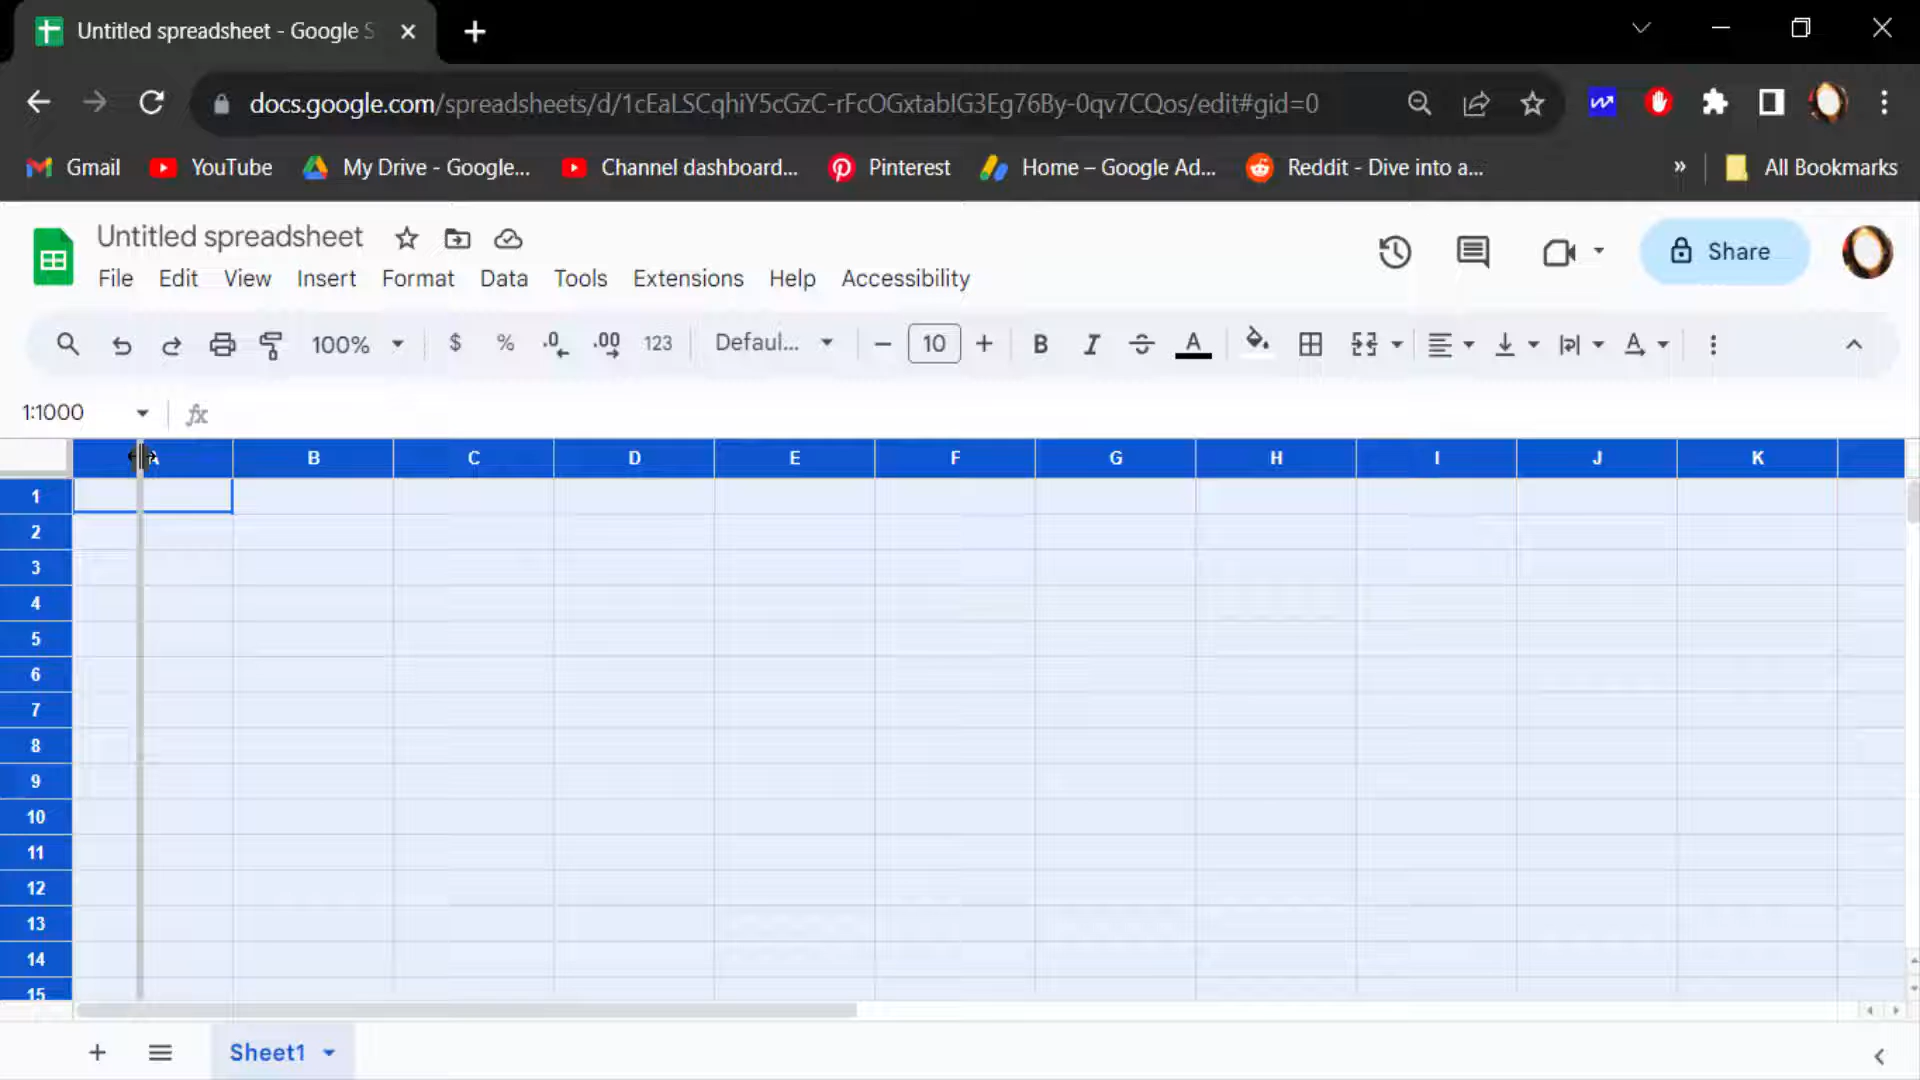 Untitled spreadsheet - Google S
docs.google.com/spreadsheets/d/1cEaLSCqhiY5cGzC-rFcOGxtabIG3Eg76By-0qv7CQos/edit#gid=0
Gmail YouTube My Drive - Google... Channel dashboard... Pinterest Home – Google Ad... Reddit - Dive into a... » All Bookmarks
Untitled spreadsheet
Share
File Edit View Insert Format Data Tools Extensions Help Accessibility
100% $ % .0 .00 123 Defaul... 10 B I A A
1:1000 fx
A B C D E F G H I J K
1
2
3
4
5
6
7
8
9
10
11
12
13
14
15
Sheet1